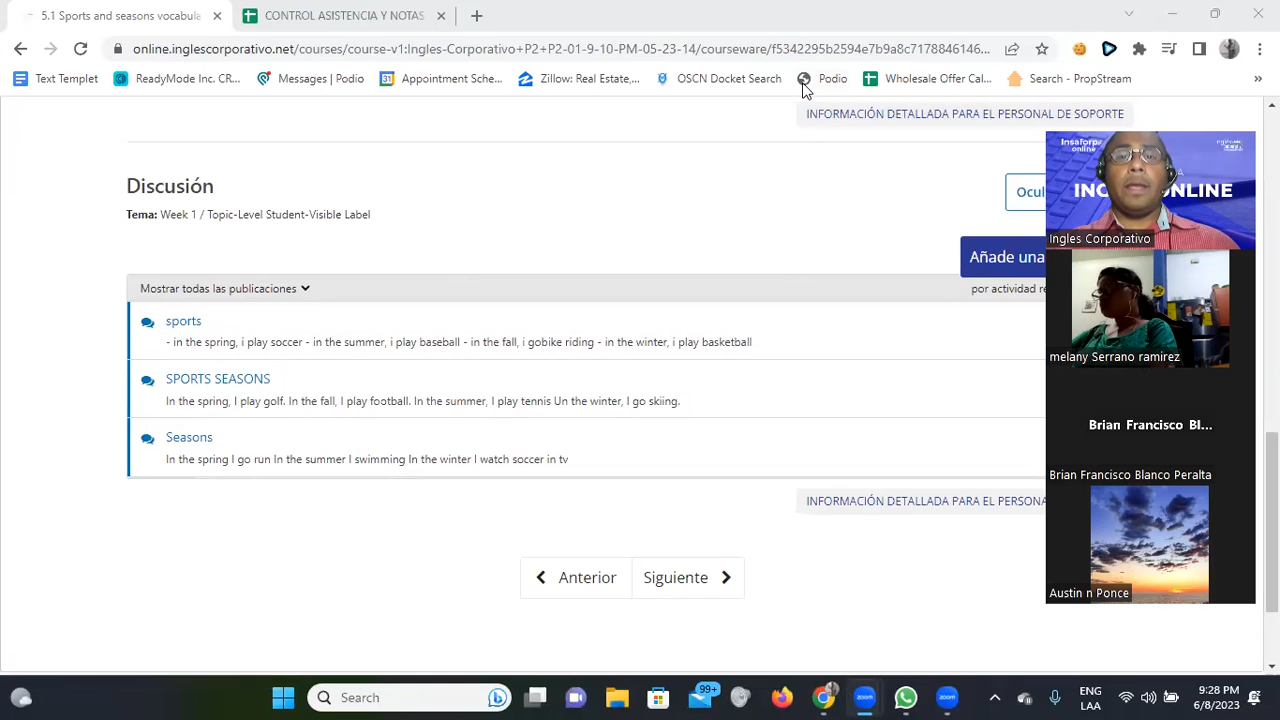 5.1 Sports and seasons vocabula
CONTROL ASISTENCIA Y NOTAS
online.inglescorporativo.net/courses/course-v1:Ingles-Corporativo+P2+P2-01-9-10-PM-05-23-14/courseware/f5342295b2594e7b9a8c7178846146...
Text Templet
ReadyMode Inc. CR...
Messages | Podio
Appointment Sche...
Zillow: Real Estate,...
OSCN Docket Search
Podio
Wholesale Offer Cal...
Search - PropStream
»
INFORMACIÓN DETALLADA PARA EL PERSONAL DE SOPORTE
Discusión
Ocul
Tema: Week 1 / Topic-Level Student-Visible Label
Añade una
Mostrar todas las publicaciones
por actividad re
sports
- in the spring, i play soccer - in the summer, i play baseball - in the fall, i gobike riding - in the winter, i play basketball
SPORTS SEASONS
In the spring, I play golf. In the fall, I play football. In the summer, I play tennis Un the winter, I go skiing.
Seasons
In the spring I go run In the summer I swimming In the winter I watch soccer in tv
INFORMACIÓN DETALLADA PARA EL PERSONA
Anterior
Siguiente
Insaforp
online
Ingles Corporativo
melany Serrano ramirez
Brian Francisco Bl...
Brian Francisco Blanco Peralta
Austin n Ponce
Search
99+
ENG
LAA
9:28 PM
6/8/2023